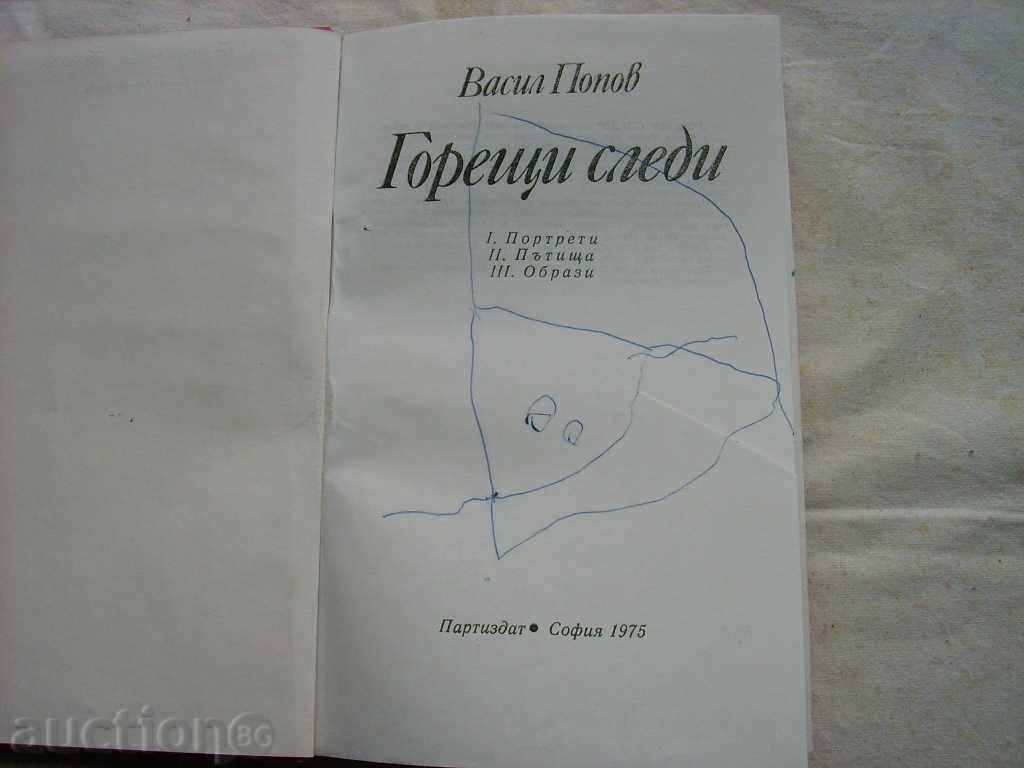 Васил Попов
Горещи следи
I. Портрети
II. Пътища
III. Образи
Партиздат • София 1975
auction BG